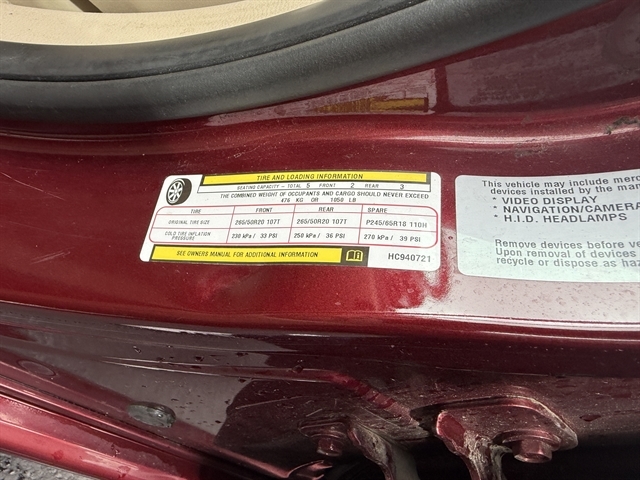 TIRE AND LOADING INFORMATION
SEATING CAPACITY - TOTAL 5 FRONT 2 REAR 3
THE COMBINED WEIGHT OF OCCUPANTS AND CARGO SHOULD NEVER EXCEED
476 KG OR 1050 LB
TIRE FRONT REAR SPARE
ORIGINAL TIRE SIZE 265/50R20 107T 265/50R20 107T P245/65R18 110H
COLD TIRE INFLATION PRESSURE 230 kPa / 33 PSI 250 kPa / 36 PSI 270 kPa / 39 PSI
SEE OWNERS MANUAL FOR ADDITIONAL INFORMATION
HC940721
This vehicle may include merc
devices installed by the ma
* VIDEO DISPLAY
* NAVIGATION/CAMERA
* H.I.D. HEADLAMPS
Remove devices before ve
Upon removal of devices
recycle or dispose as ha